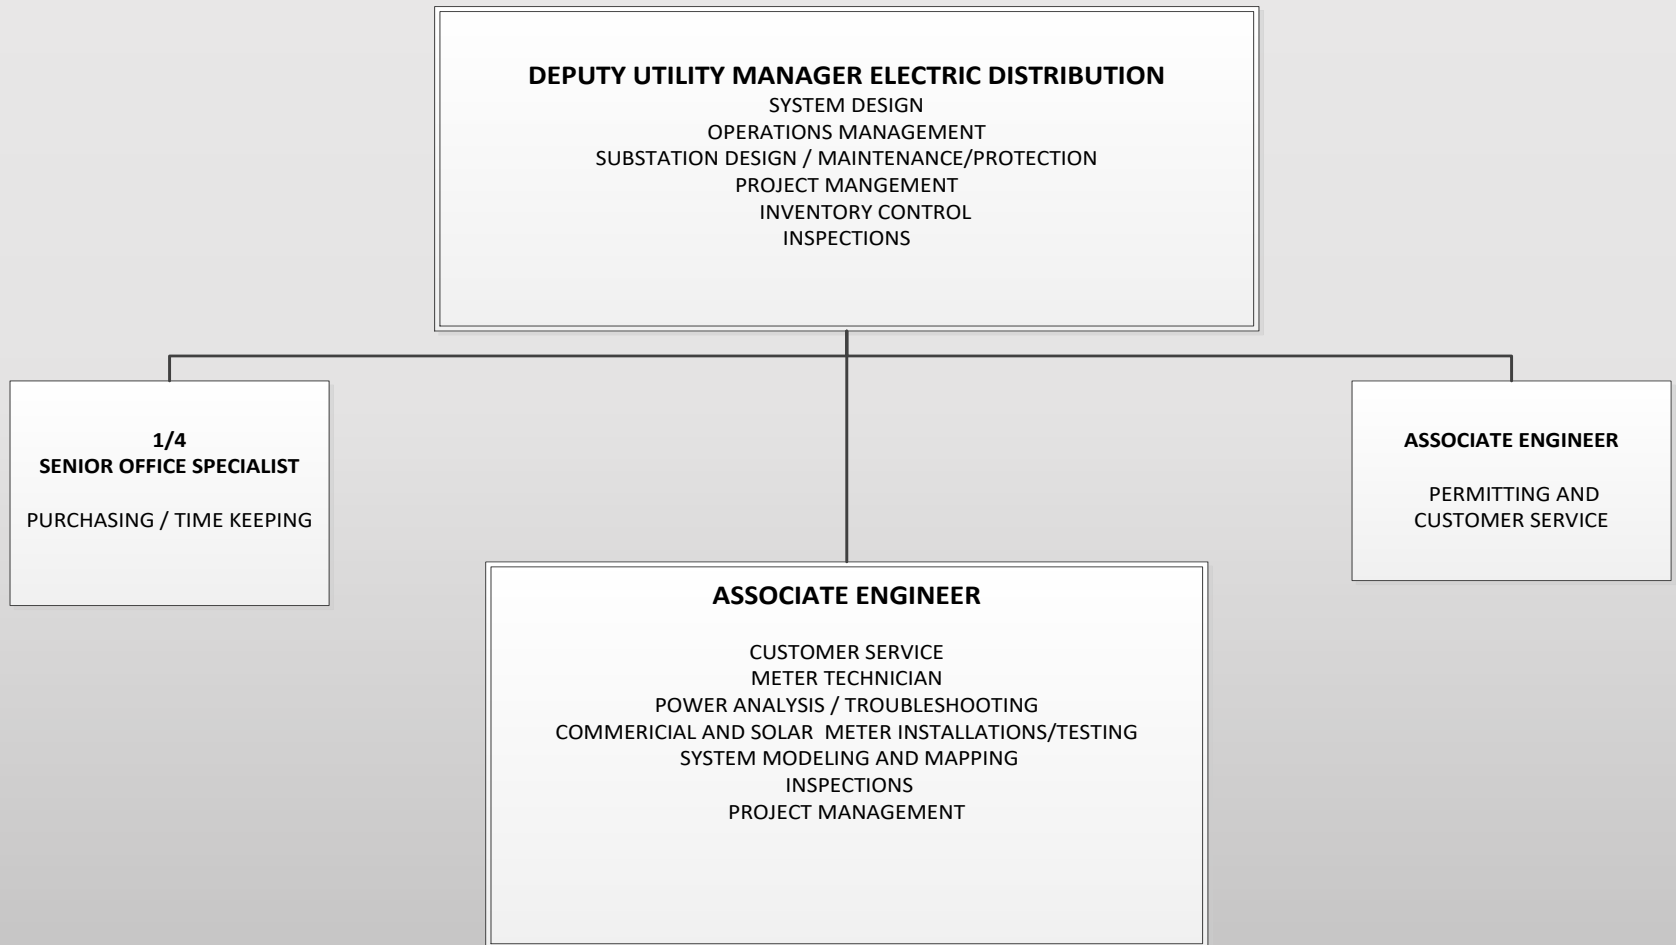 DEPUTY UTILITY MANAGER ELECTRIC DISTRIBUTION
SYSTEM DESIGN
OPERATIONS MANAGEMENT
SUBSTATION DESIGN / MAINTENANCE/PROTECTION
PROJECT MANGEMENT
INVENTORY CONTROL
INSPECTIONS
1/4
SENIOR OFFICE SPECIALIST
PURCHASING / TIME KEEPING
ASSOCIATE ENGINEER
PERMITTING AND
CUSTOMER SERVICE
ASSOCIATE ENGINEER
CUSTOMER SERVICE
METER TECHNICIAN
POWER ANALYSIS / TROUBLESHOOTING
COMMERICIAL AND SOLAR  METER INSTALLATIONS/TESTING
SYSTEM MODELING AND MAPPING
INSPECTIONS
PROJECT MANAGEMENT